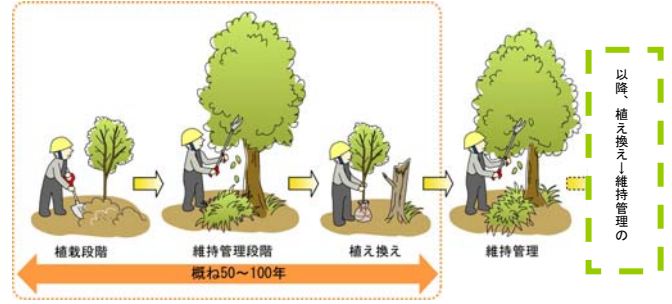 植栽段階
維持管理段階
植え換え
維持管理
概ね50～100年
以降、植え換え→維持管理の